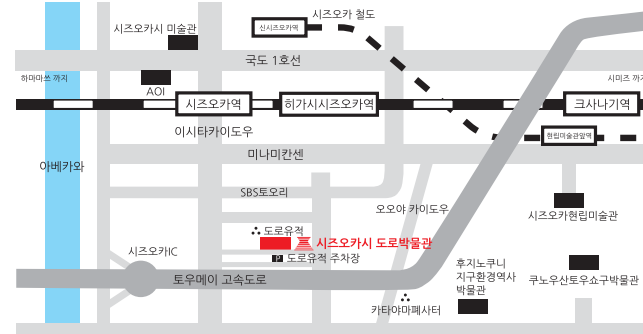 시즈오카 철도
신시즈오카역
시즈오카시 미술관
국도 1호선
하마마쓰 까지
AOI
시미즈 까지
시즈오카역
히가시시즈오카역
크사나기역
이시타카이도우
현립미술관앞역
미나미칸센
아베카와
SBS토오리
오오야 카이도우
시즈오카현립미술관
도로유적
시즈오카시 도로박물관
시즈오카IC
P 도로유적 주차장
후지노쿠니
지구환경역사
박물관
쿠노우산토우쇼구박물관
토우메이 고속도로
카타야마폐사터